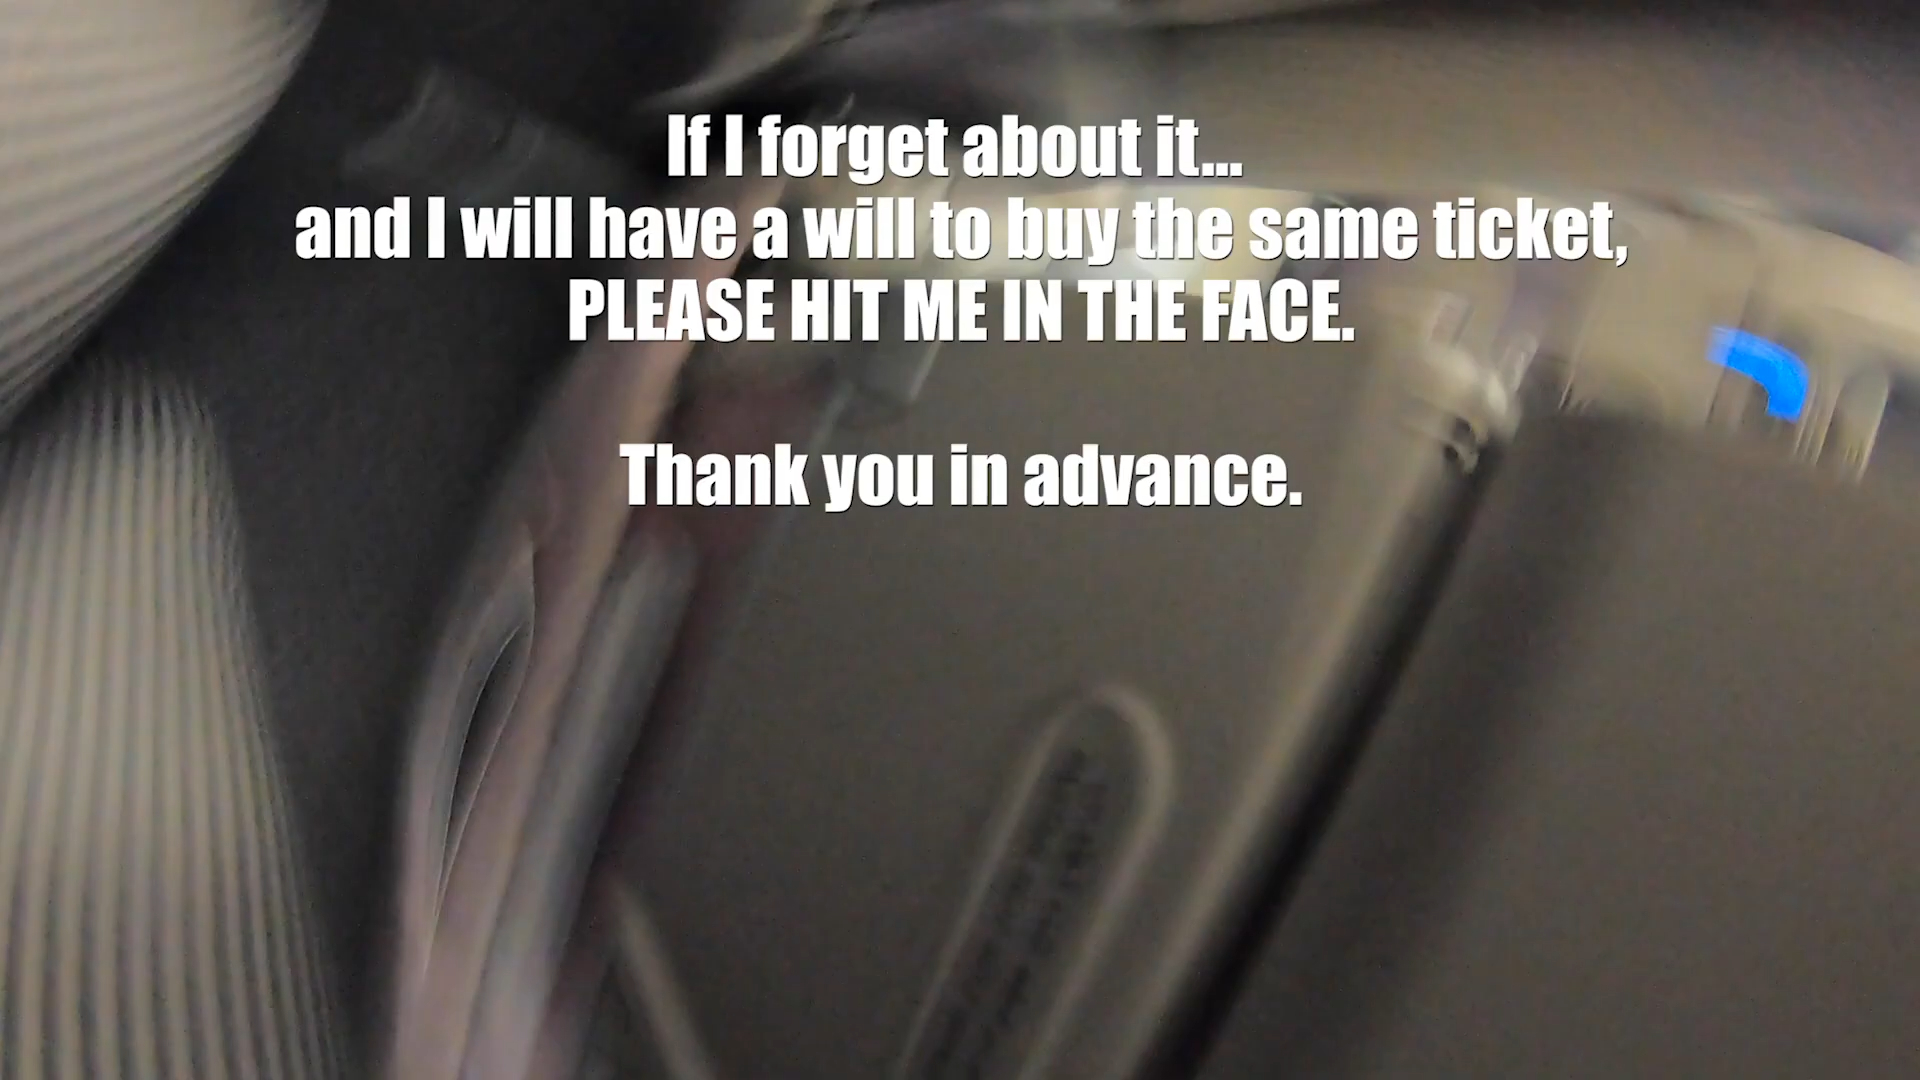 If I forget about it...
and I will have a will to buy the same ticket,
PLEASE HIT ME IN THE FACE.
Thank you in advance.